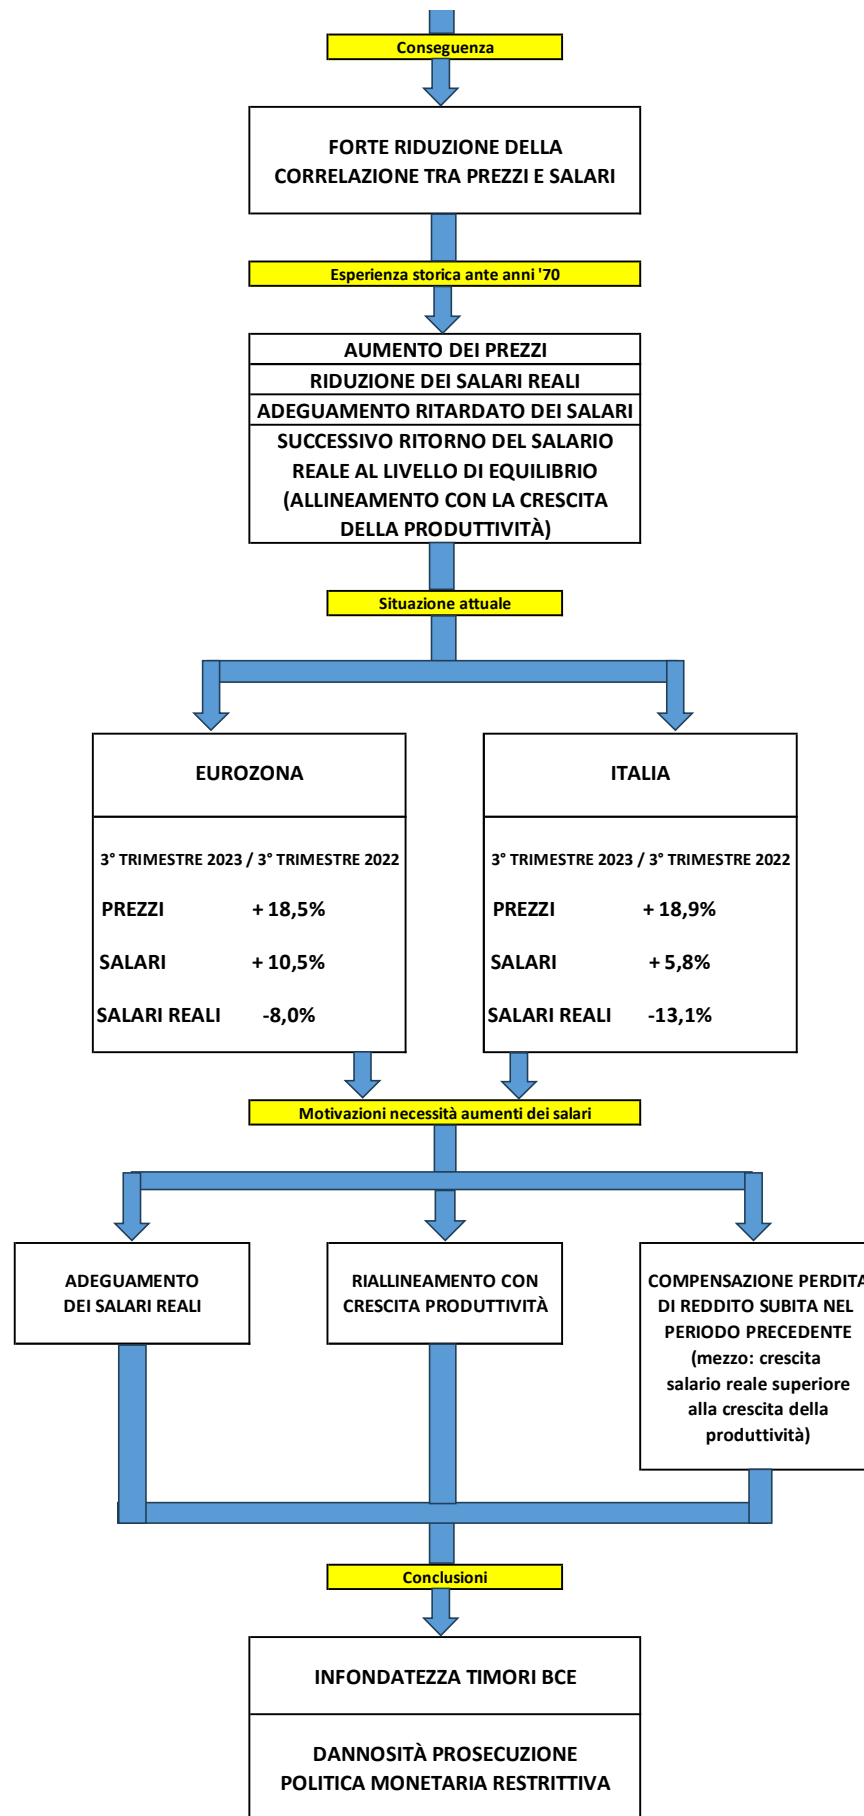 Conseguenza
FORTE RIDUZIONE DELLA
CORRELAZIONE TRA PREZZI E SALARI
Esperienza storica ante anni '70
AUMENTO DEI PREZZI
RIDUZIONE DEI SALARI REALI
ADEGUAMENTO RITARDATO DEI SALARI
SUCCESSIVO RITORNO DEL SALARIO
REALE AL LIVELLO DI EQUILIBRIO
(ALLINEAMENTO CON LA CRESCITA
DELLA PRODUTTIVITÀ)
Situazione attuale
EUROZONA
3° TRIMESTRE 2023 / 3° TRIMESTRE 2022
PREZZI + 18,5%
SALARI + 10,5%
SALARI REALI -8,0%
ITALIA
3° TRIMESTRE 2023 / 3° TRIMESTRE 2022
PREZZI + 18,9%
SALARI + 5,8%
SALARI REALI -13,1%
Motivazioni necessità aumenti dei salari
ADEGUAMENTO
DEI SALARI REALI
RIALLINEAMENTO CON
CRESCITA PRODUTTIVITÀ
COMPENSAZIONE PERDITA
DI REDDITO SUBITA NEL
PERIODO PRECEDENTE
(mezzo: crescita
salario reale superiore
alla crescita della
produttività)
Conclusioni
INFONDATEZZA TIMORI BCE
DANNOSITÀ PROSECUZIONE
POLITICA MONETARIA RESTRITTIVA